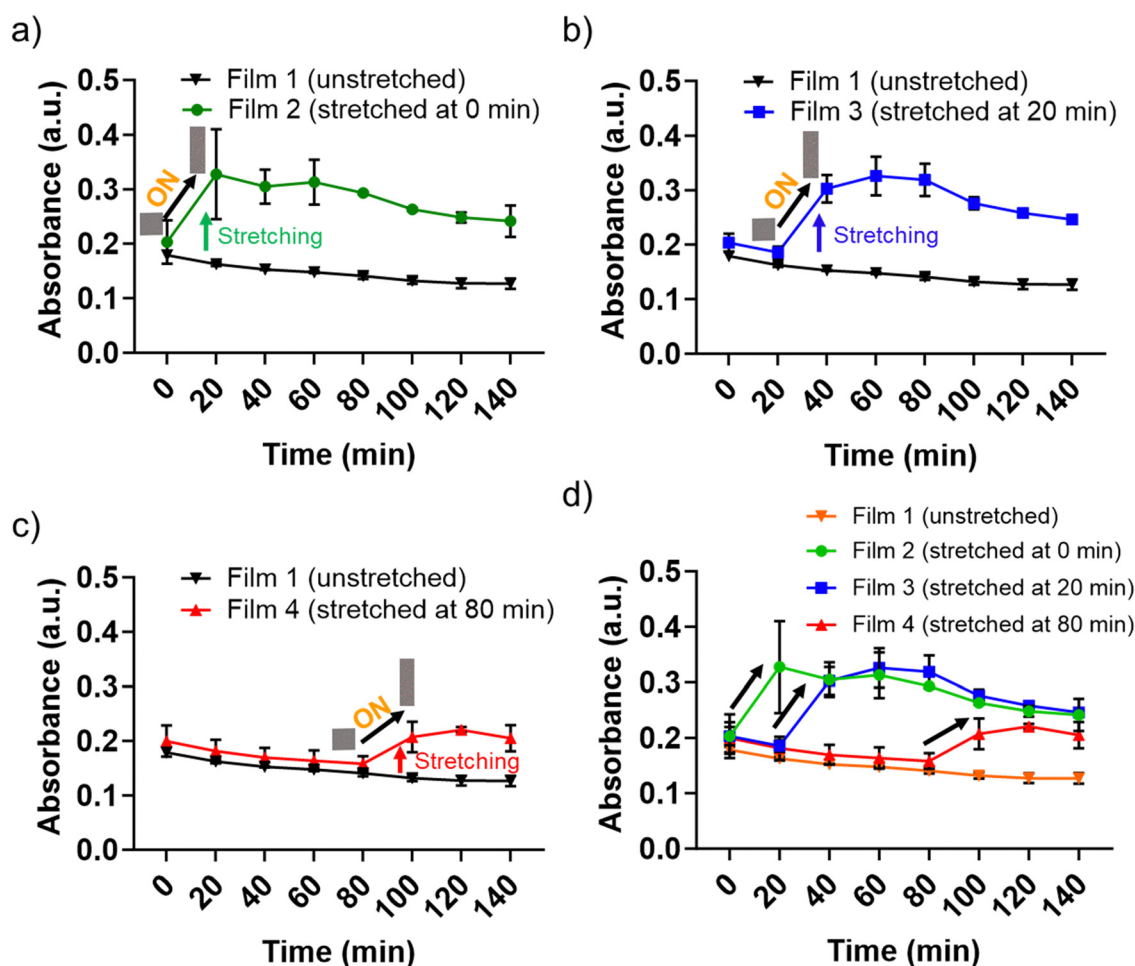 a)
Film 1 (unstretched)
Film 2 (stretched at 0 min)
0.5
0.4
0.3
0.2
0.1
0.0
Absorbance (a.u.)
ON
Stretching
0 20 40 60 80 100 120 140
Time (min)
b)
Film 1 (unstretched)
Film 3 (stretched at 20 min)
0.5
0.4
0.3
0.2
0.1
0.0
Absorbance (a.u.)
ON
Stretching
0 20 40 60 80 100 120 140
Time (min)
c)
Film 1 (unstretched)
Film 4 (stretched at 80 min)
0.5
0.4
0.3
0.2
0.1
0.0
Absorbance (a.u.)
ON
Stretching
0 20 40 60 80 100 120 140
Time (min)
d)
Film 1 (unstretched)
Film 2 (stretched at 0 min)
Film 3 (stretched at 20 min)
Film 4 (stretched at 80 min)
0.5
0.4
0.3
0.2
0.1
0.0
Absorbance (a.u.)
0 20 40 60 80 100 120 140
Time (min)